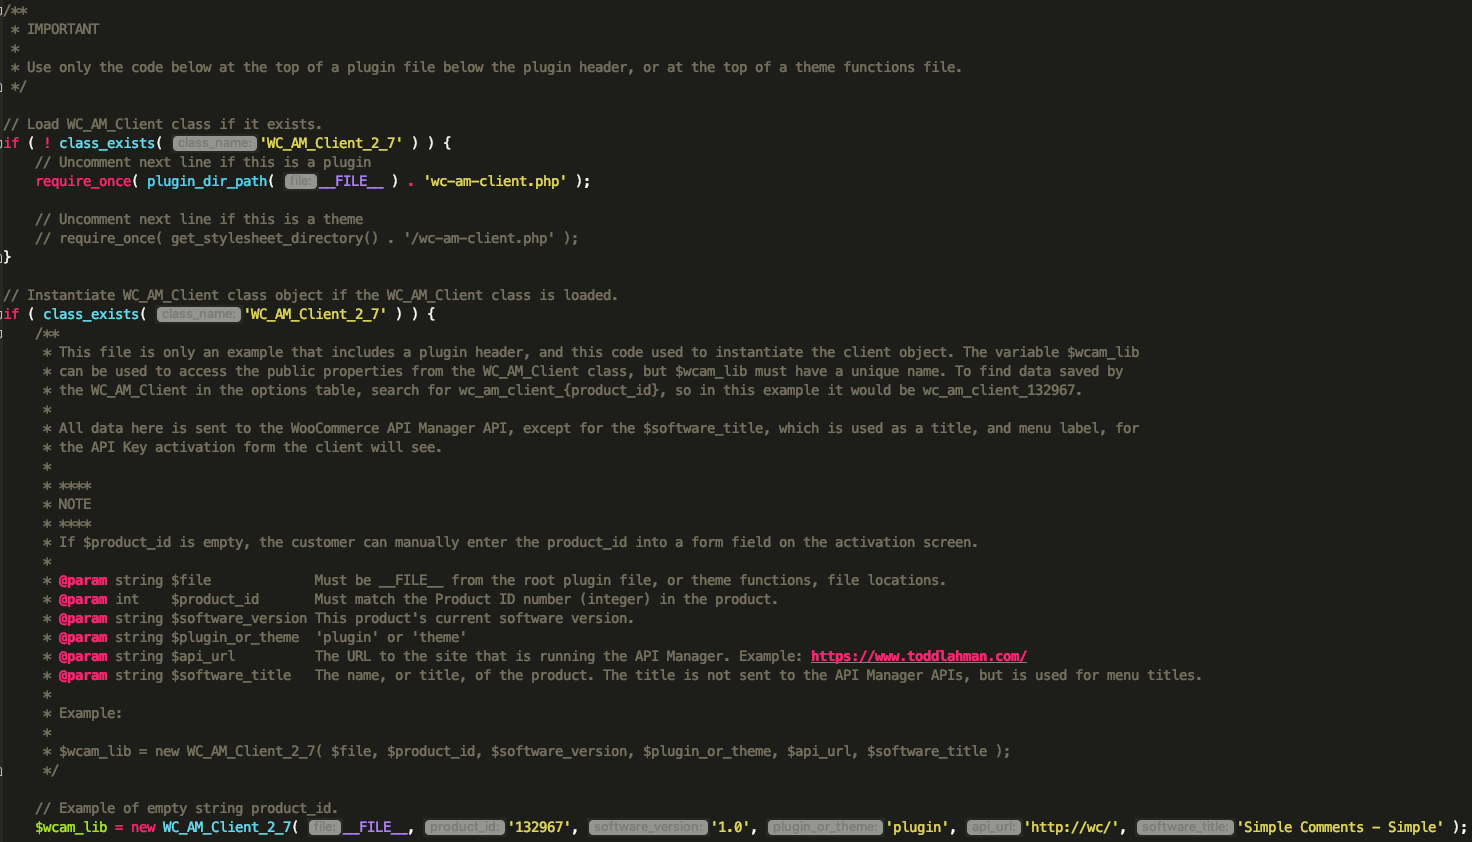 /**
 * IMPORTANT
 *
 * Use only the code below at the top of a plugin file below the plugin header, or at the top of a theme functions file.
 */

// Load WC_AM_Client class if it exists.
if ( ! class_exists( class_name: 'WC_AM_Client_2_7' ) ) {
    // Uncomment next line if this is a plugin
    require_once( plugin_dir_path( file: __FILE__ ) . 'wc-am-client.php' );

    // Uncomment next line if this is a theme
    // require_once( get_stylesheet_directory() . '/wc-am-client.php' );
}

// Instantiate WC_AM_Client class object if the WC_AM_Client class is loaded.
if ( class_exists( class_name: 'WC_AM_Client_2_7' ) ) {
    /**
     * This file is only an example that includes a plugin header, and this code used to instantiate the client object. The variable $wcam_lib
     * can be used to access the public properties from the WC_AM_Client class, but $wcam_lib must have a unique name. To find data saved by
     * the WC_AM_Client in the options table, search for wc_am_client_{product_id}, so in this example it would be wc_am_client_132967.
     *
     * All data here is sent to the WooCommerce API Manager API, except for the $software_title, which is used as a title, and menu label, for
     * the API Key activation form the client will see.
     *
     * ****
     * NOTE
     * ****
     * If $product_id is empty, the customer can manually enter the product_id into a form field on the activation screen.
     *
     * @param string $file             Must be __FILE__ from the root plugin file, or theme functions, file locations.
     * @param int    $product_id       Must match the Product ID number (integer) in the product.
     * @param string $software_version This product's current software version.
     * @param string $plugin_or_theme  'plugin' or 'theme'
     * @param string $api_url          The URL to the site that is running the API Manager. Example: https://www.toddlahman.com/
     * @param string $software_title   The name, or title, of the product. The title is not sent to the API Manager APIs, but is used for menu titles.
     *
     * Example:
     *
     * $wcam_lib = new WC_AM_Client_2_7( $file, $product_id, $software_version, $plugin_or_theme, $api_url, $software_title );
     */

    // Example of empty string product_id.
    $wcam_lib = new WC_AM_Client_2_7( file: __FILE__, product_id: '132967', software_version: '1.0', plugin_or_theme: 'plugin', api_url: 'http://wc/', software_title: 'Simple Comments - Simple' );